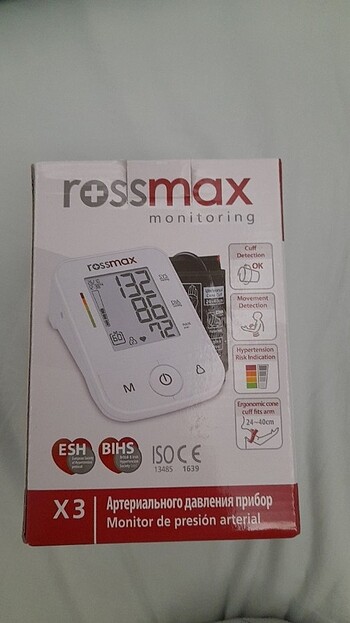 rossmax
monitoring
Cuff
Detection
OK
rossmax
132
86
72
Movement
Detection
Hypertension
Risk Indication
M
Ergonomic cone
cuff fits arm
24~40cm
ESH
BIHS
ISO CE
13485 1639
X3
Артериального давления прибор
Monitor de presión arterial